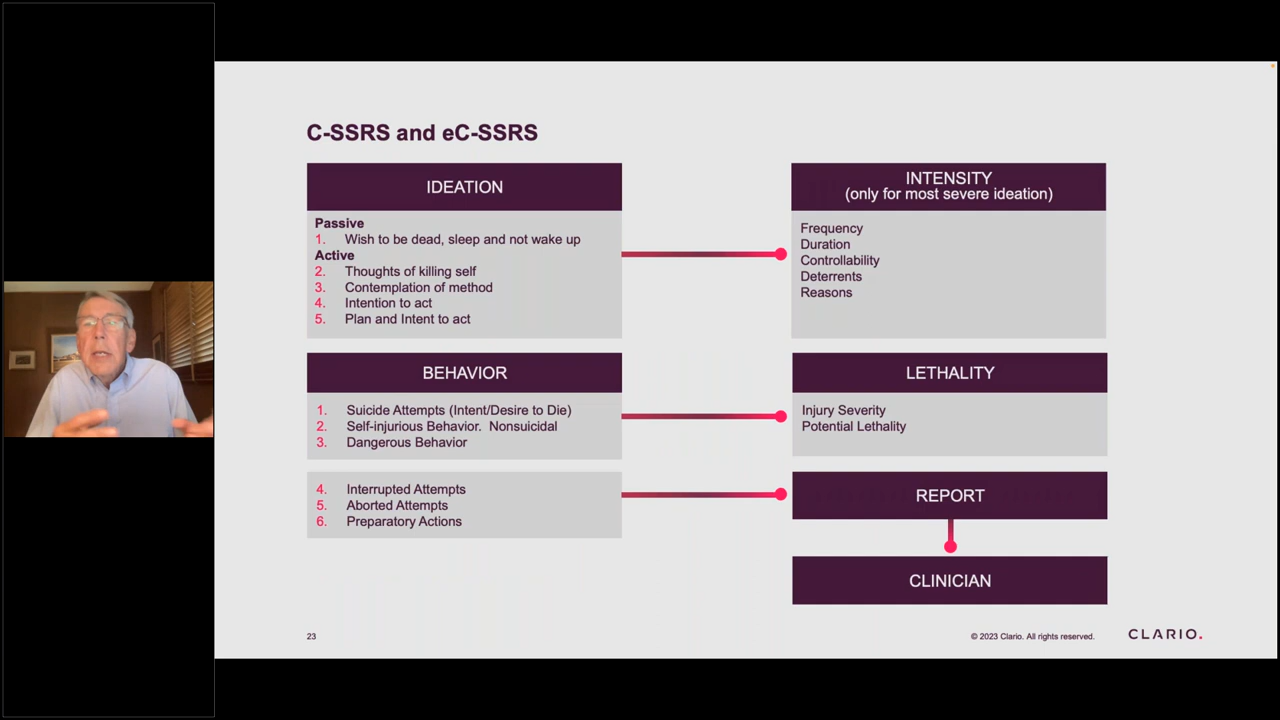 C-SSRS and eC-SSRS
IDEATION
Passive
1. Wish to be dead, sleep and not wake up
Active
2. Thoughts of killing self
3. Contemplation of method
4. Intention to act
5. Plan and Intent to act
INTENSITY
(only for most severe ideation)
Frequency
Duration
Controllability
Deterrents
Reasons
BEHAVIOR
1. Suicide Attempts (Intent/Desire to Die)
2. Self-injurious Behavior. Nonsuicidal
3. Dangerous Behavior
LETHALITY
Injury Severity
Potential Lethality
4. Interrupted Attempts
5. Aborted Attempts
6. Preparatory Actions
REPORT
CLINICIAN
23
© 2023 Clario. All rights reserved.
CLARIO.